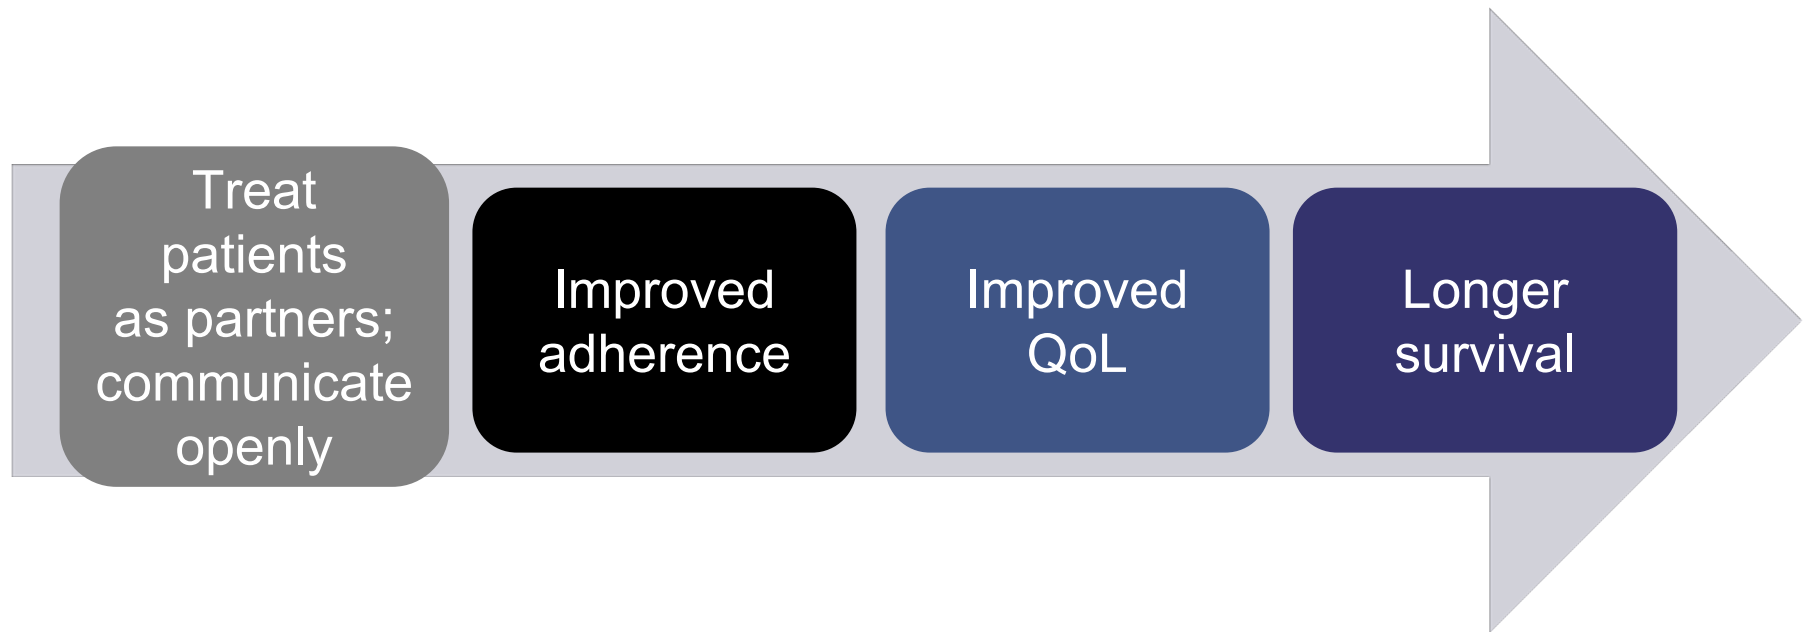 Treat
patients
as partners;
communicate
openly
Improved
adherence
Improved
QoL
Longer
survival